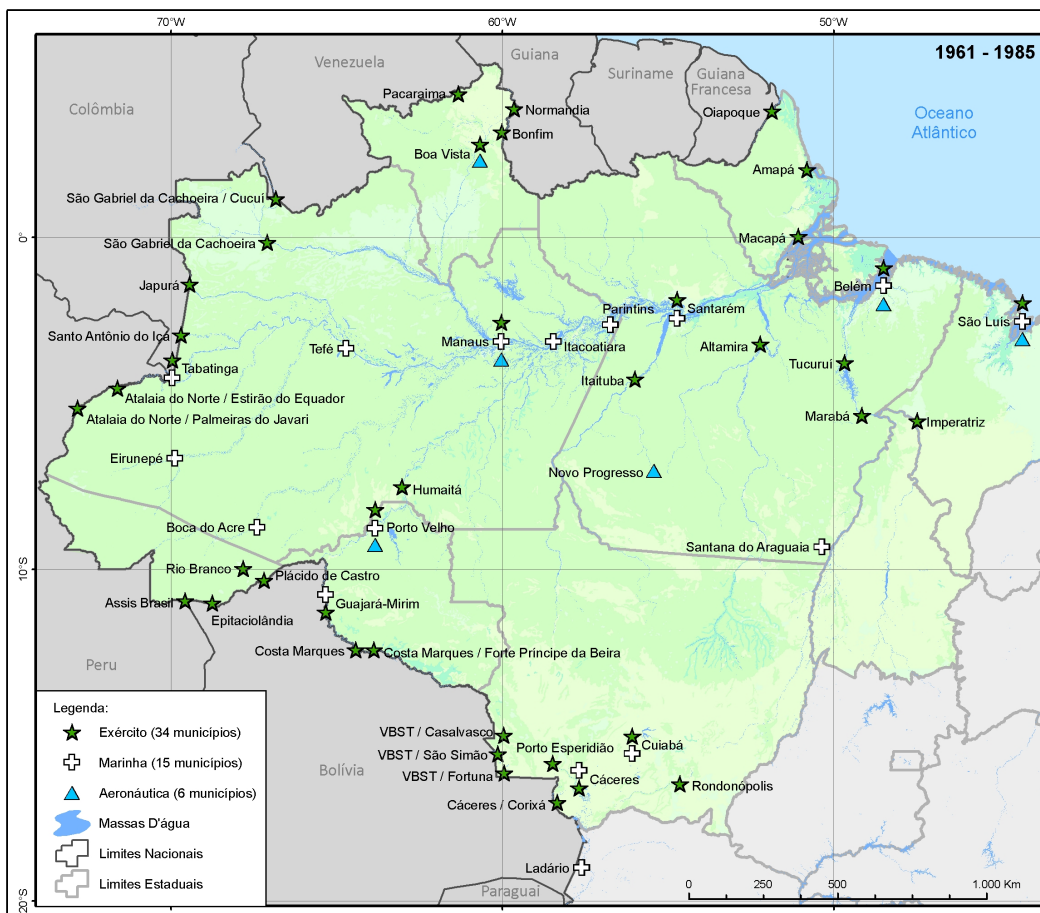 70°W
60°W
50°W
1961 - 1985
Venezuela
Guiana
Suriname
Guiana
Francesa
Colômbia
Oceano
Atlântico
Pacaraima
Normandia
Bonfim
Boa Vista
Oiapoque
Amapá
São Gabriel da Cachoeira / Cucuí
São Gabriel da Cachoeira
Macapá
0°
Japurá
Belém
Parintins
Santarém
São Luís
Santo Antônio do Içá
Tefé
Manaus
Itacoatiara
Altamira
Tabatinga
Tucuruí
Itaituba
Atalaia do Norte / Estirão do Equador
Atalaia do Norte / Palmeiras do Javari
Marabá
Imperatriz
Eirunepé
Novo Progresso
Humaitá
Boca do Acre
Porto Velho
Santana do Araguaia
10°S
Rio Branco
Plácido de Castro
Assis Brasil
Guajará-Mirim
Epitaciolândia
Costa Marques
Costa Marques / Forte Príncipe da Beira
Peru
Legenda:
Exército (34 municípios)
Marinha (15 municípios)
Aeronáutica (6 municípios)
Massas D'água
Limites Nacionais
Limites Estaduais
Bolívia
VBST / Casalvasco
VBST / São Simão
VBST / Fortuna
Porto Esperidião
Cuiabá
Cáceres
Rondonópolis
Cáceres / Corixá
Ladário
Paraguai
20°S
0
250
500
1.000 Km